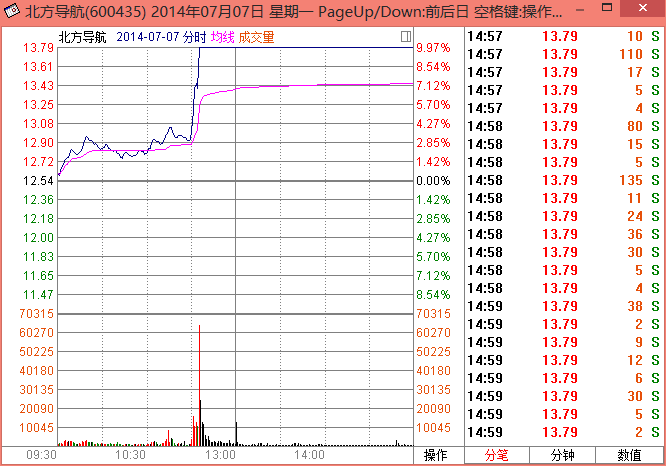 北方导航(600435) 2014年07月07日 星期一 PageUp/Down:前后日 空格键:操作...
北方导航 2014-07-07 分时 均线 成交量
13.79 9.97%
13.61 8.54%
13.43 7.12%
13.25 5.70%
13.08 4.27%
12.90 2.85%
12.72 1.42%
12.54 0.00%
12.36 1.42%
12.18 2.85%
12.00 4.27%
11.83 5.70%
11.65 7.12%
11.47 8.54%
70315 70315
60270 60270
50225 50225
40180 40180
30135 30135
20090 20090
10045 10045
09:30 10:30 13:00 14:00 操作
14:57 13.79 10 S
14:57 13.79 110 S
14:57 13.79 17 S
14:57 13.79 5 S
14:57 13.79 4 S
14:58 13.79 80 S
14:58 13.79 15 S
14:58 13.79 5 S
14:58 13.79 135 S
14:58 13.79 11 S
14:58 13.79 24 S
14:58 13.79 36 S
14:58 13.79 30 S
14:58 13.79 5 S
14:58 13.79 4 S
14:59 13.79 38 S
14:59 13.79 2 S
14:59 13.79 9 S
14:59 13.79 12 S
14:59 13.79 6 S
14:59 13.79 30 S
14:59 13.79 5 S
14:59 13.79 2 S
分笔 分钟 数值